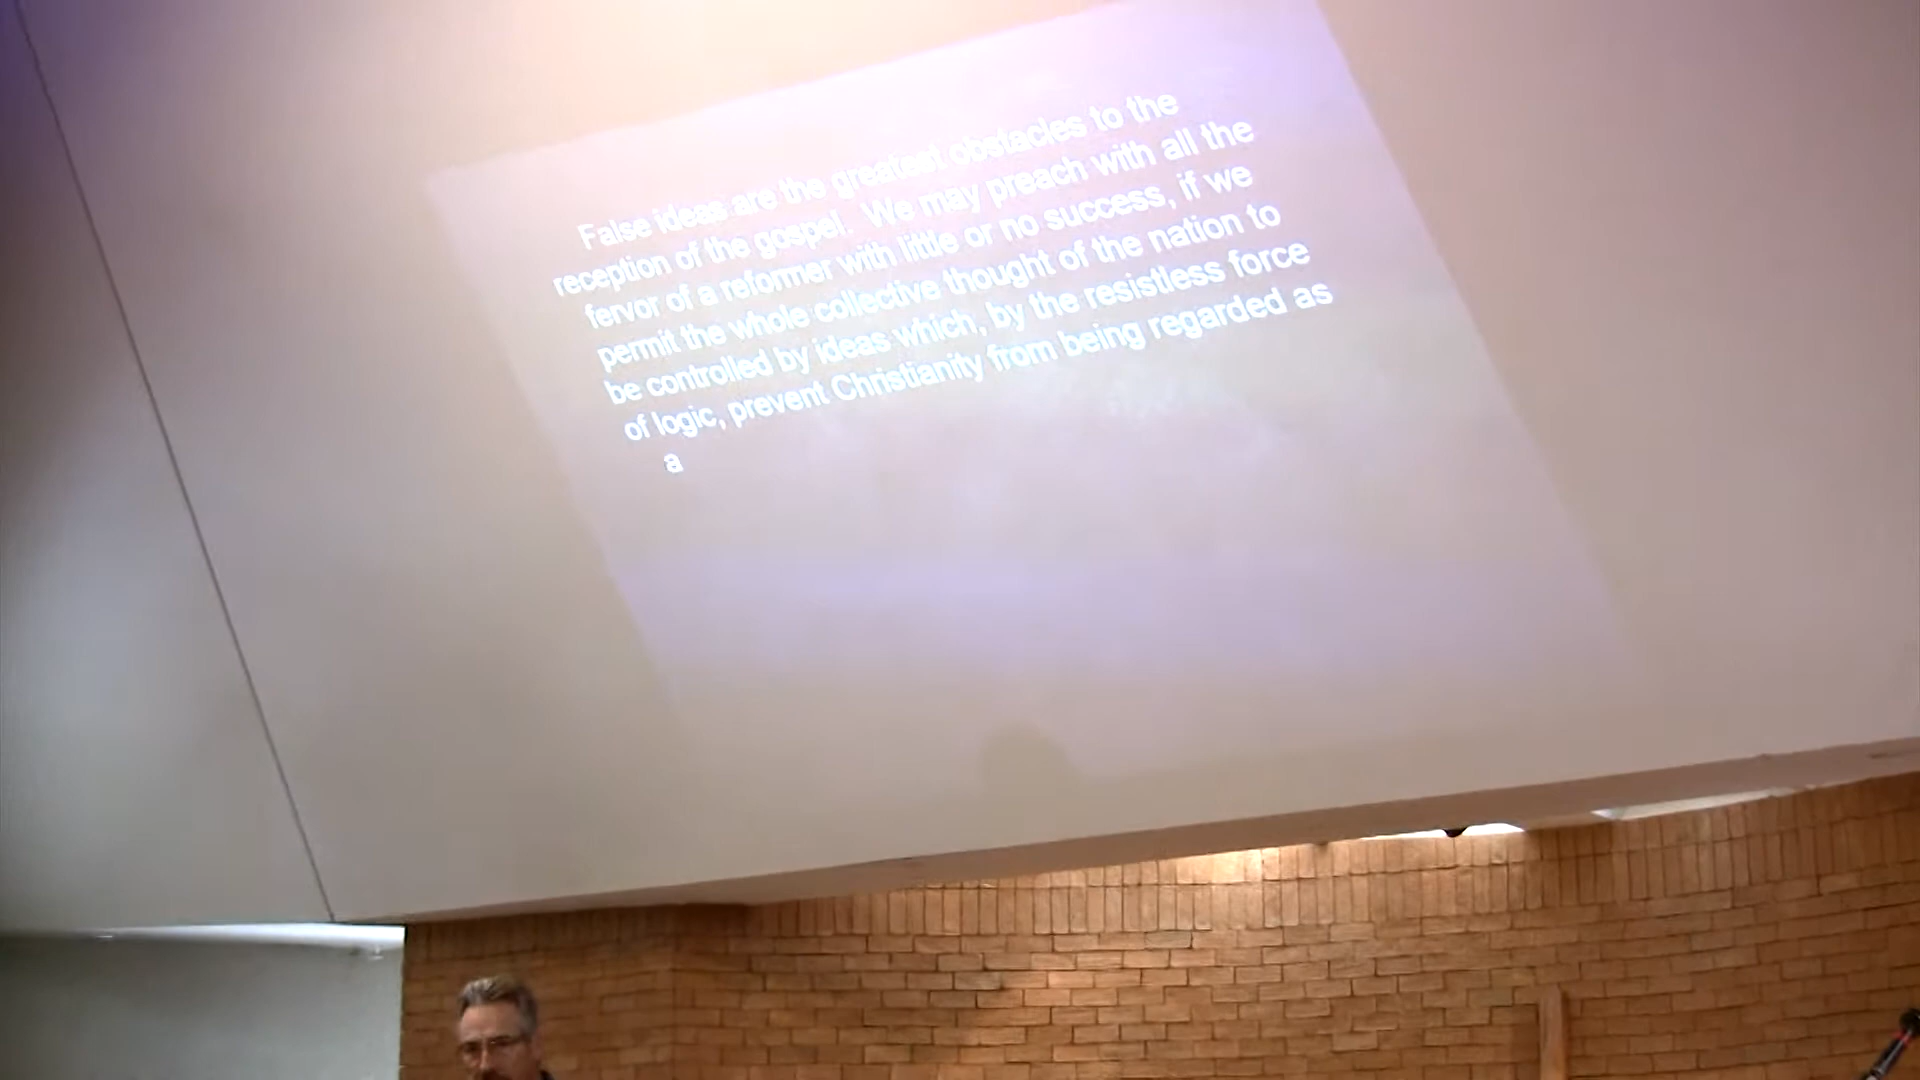 False ideas are the greatest obstacles to the
reception of the gospel. We may preach with all the
fervor of a reformer with little or no success, if we
permit the whole collective thought of the nation to
be controlled by ideas which, by the resistless force
of logic, prevent Christianity from being regarded as
a